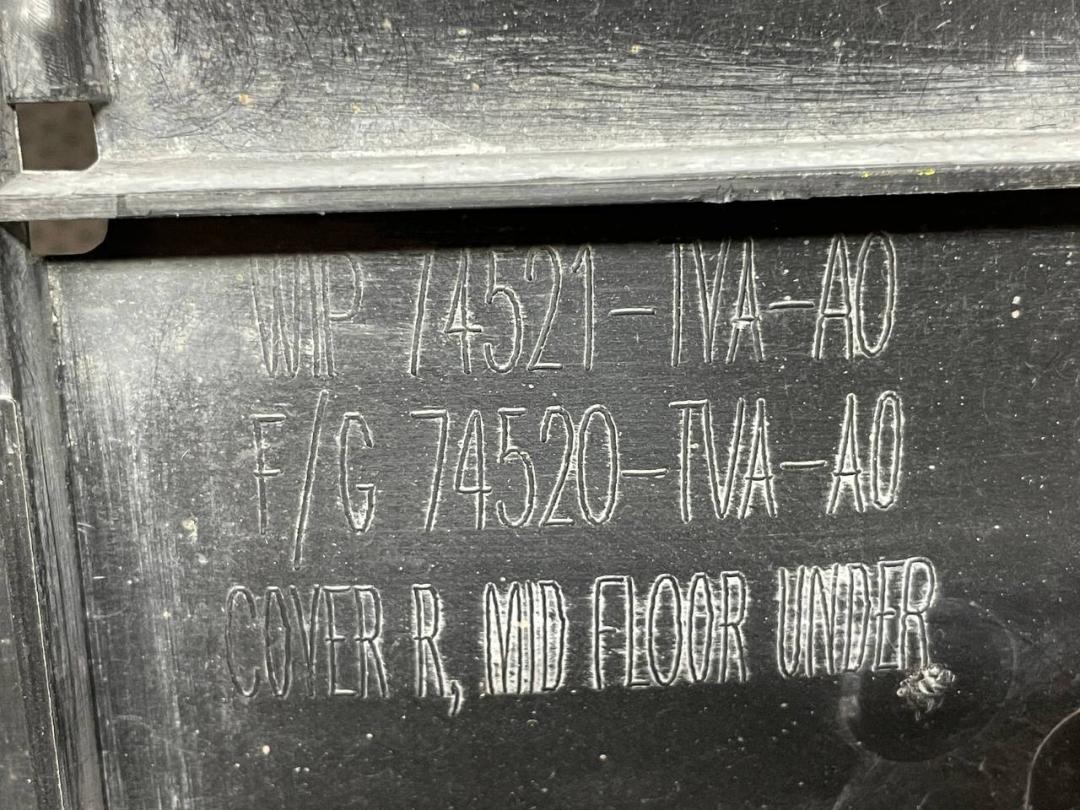 WIP 74521-TVA-A0
F/G 74520-TVA-A0
COVER R, MID FLOOR UNDER